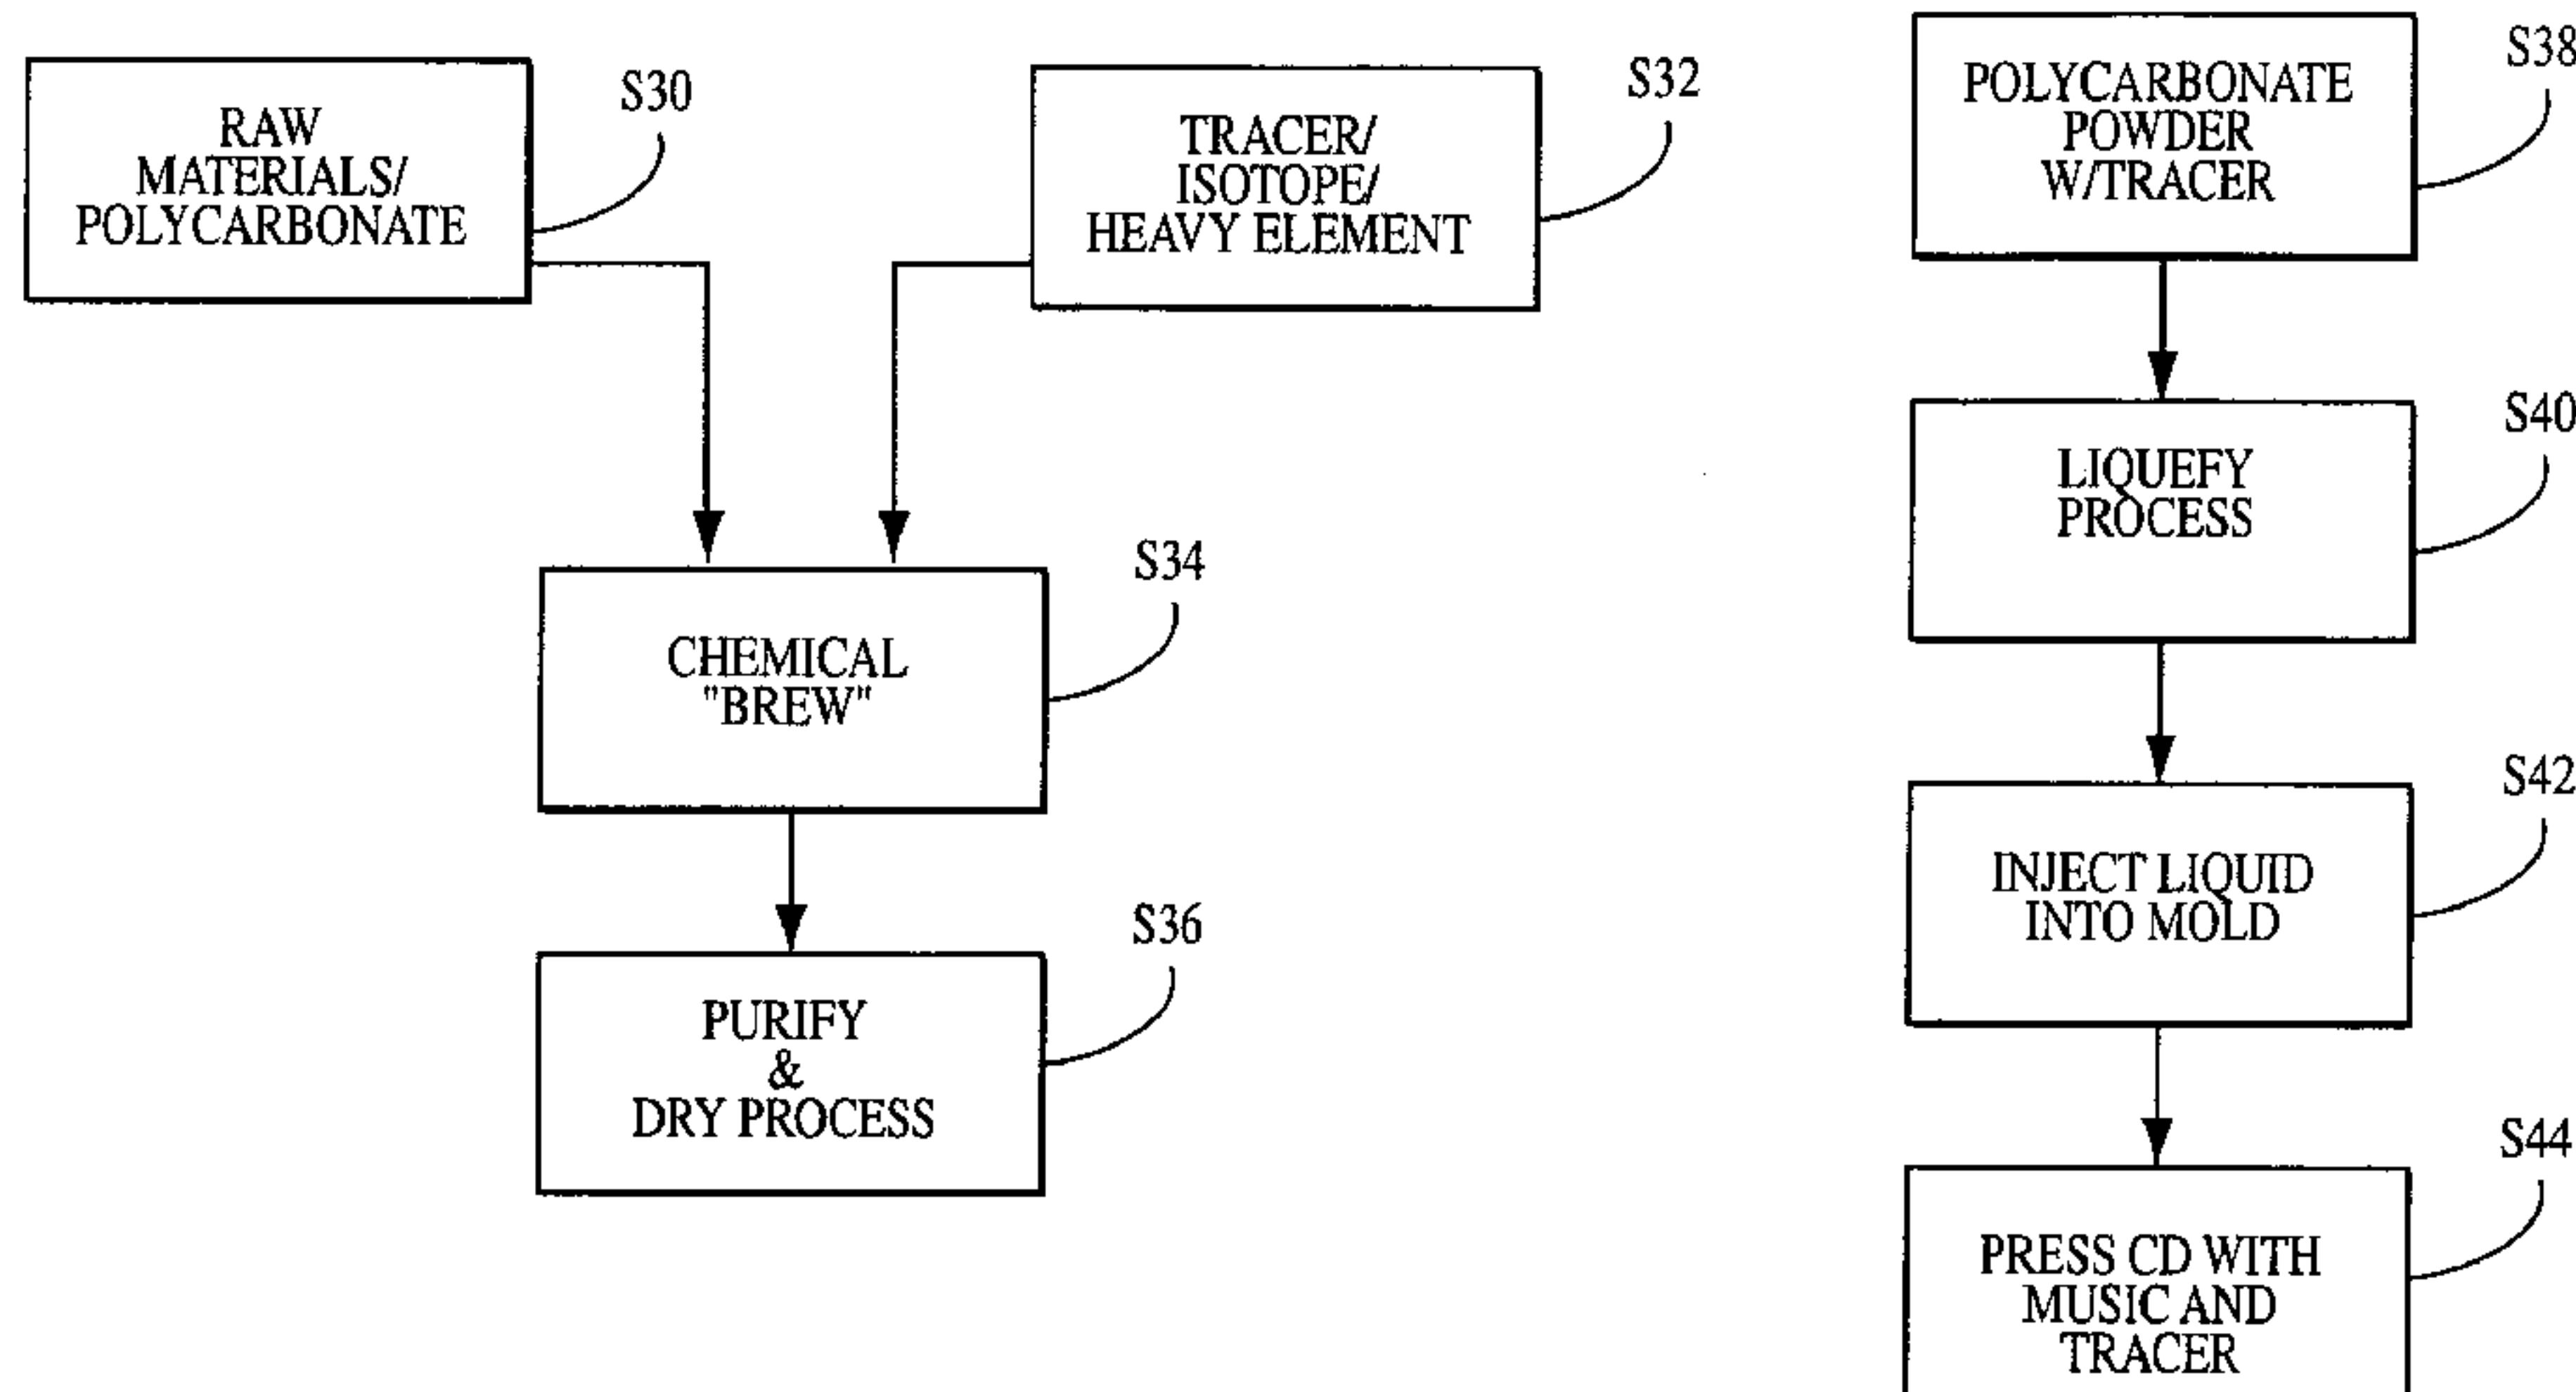 RAW
MATERIALS/
POLYCARBONATE
S30
TRACER/
ISOTOPE/
HEAVY ELEMENT
S32
CHEMICAL
"BREW"
S34
PURIFY
&
DRY PROCESS
S36
POLYCARBONATE
POWDER
W/TRACER
S38
LIQUEFY
PROCESS
S40
INJECT LIQUID
INTO MOLD
S42
PRESS CD WITH
MUSIC AND
TRACER
S44